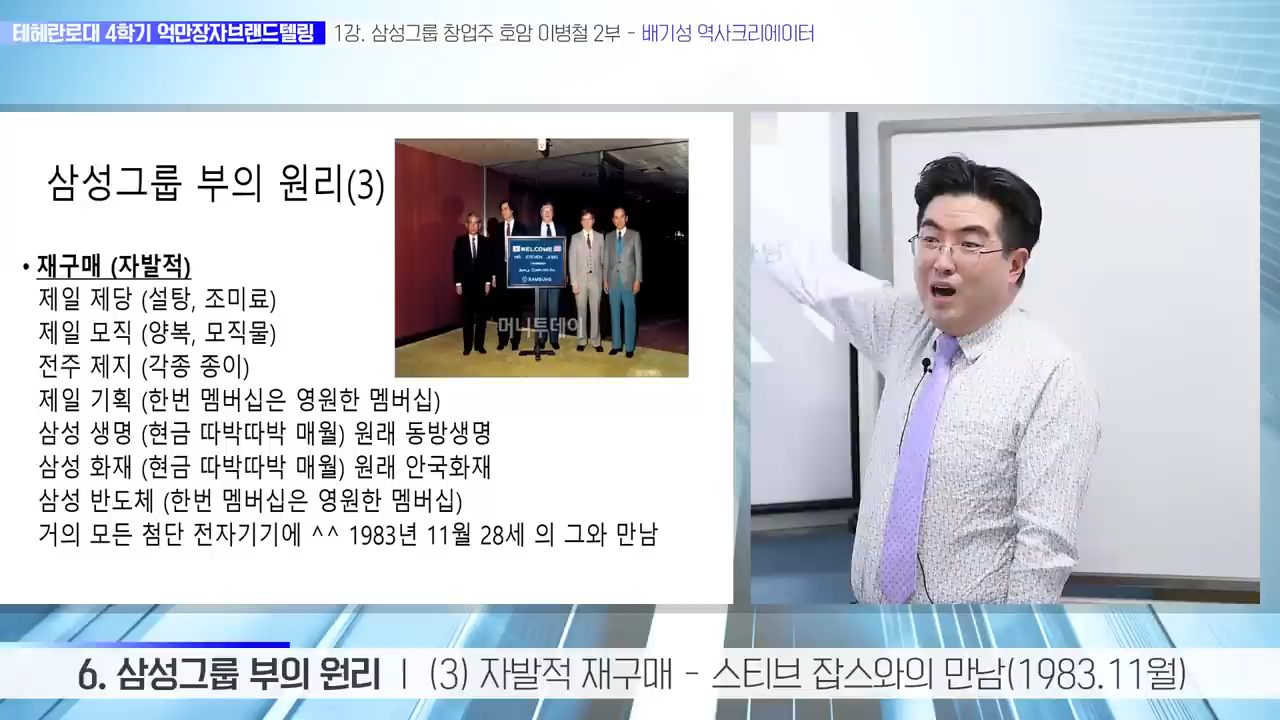 테헤란로대 4학기 억만장자브랜드텔링 1강. 삼성그룹 창업주 호암 이병철 2부 - 배기성 역사크리에이터
삼성그룹 부의 원리(3)
WELCOME
MR. STEVEN JOBS
APPLE COMPUTER, INC.
SAMSUNG
머니투데이
• 재구매 (자발적)
제일 제당 (설탕, 조미료)
제일 모직 (양복, 모직물)
전주 제지 (각종 종이)
제일 기획 (한번 멤버십은 영원한 멤버십)
삼성 생명 (현금 따박따박 매월) 원래 동방생명
삼성 화재 (현금 따박따박 매월) 원래 안국화재
삼성 반도체 (한번 멤버십은 영원한 멤버십)
거의 모든 첨단 전자기기에 ^^ 1983년 11월 28세 의 그와 만남
6. 삼성그룹 부의 원리 | (3) 자발적 재구매 - 스티브 잡스와의 만남(1983.11월)